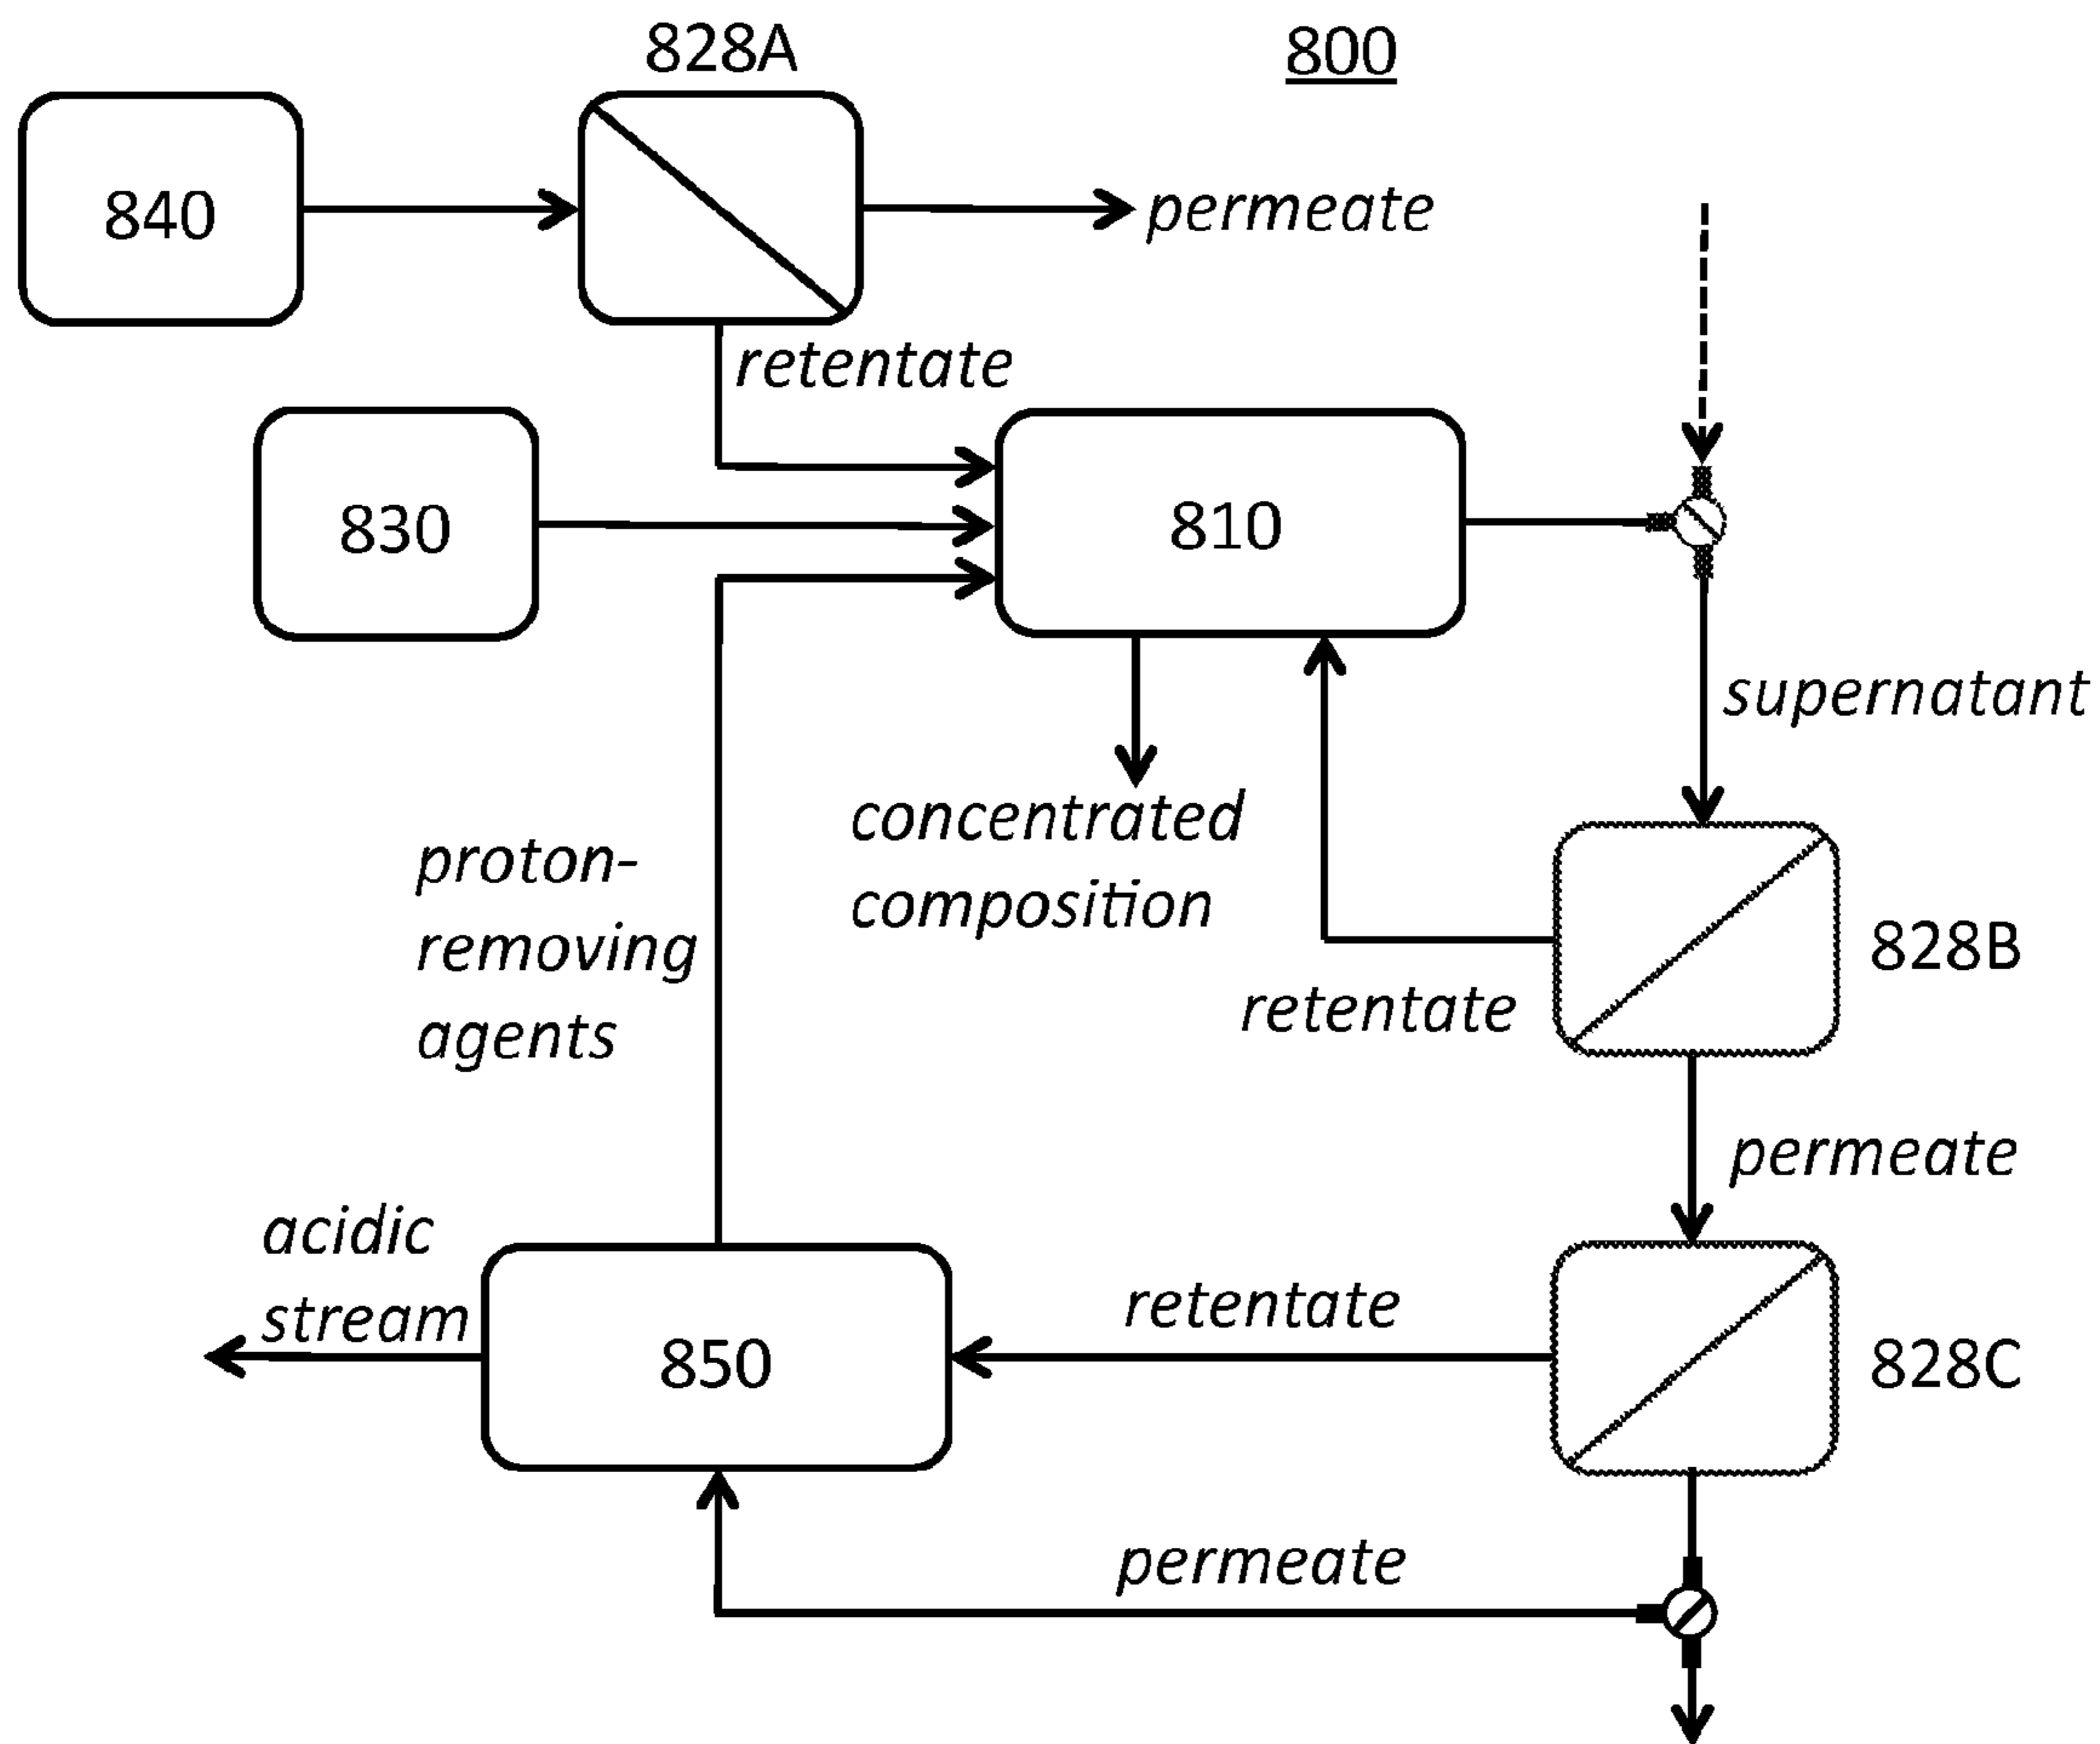 828A
800
840
permeate
retentate
830
810
supernatant
concentrated
composition
proton-
removing
agents
828B
retentate
permeate
acidic
stream
retentate
850
828C
permeate